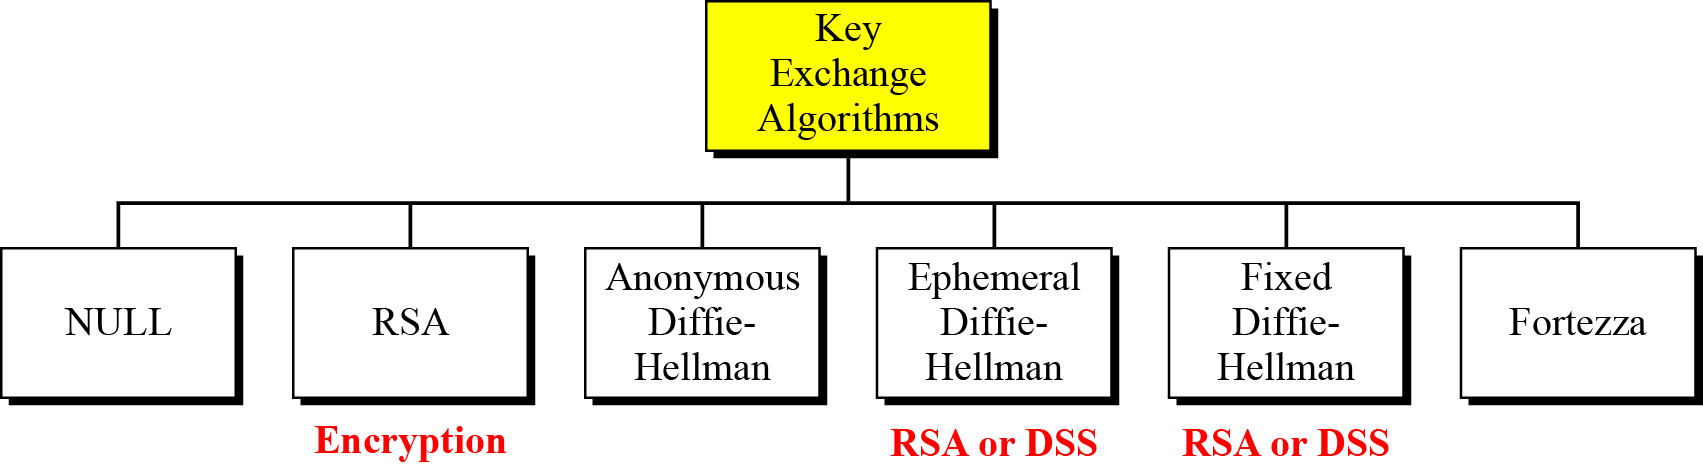 Key
Exchange
Algorithms
NULL
RSA
Anonymous
Diffie-
Hellman
Ephemeral
Diffie-
Hellman
Fixed
Diffie-
Hellman
Fortezza
Encryption
RSA or DSS
RSA or DSS